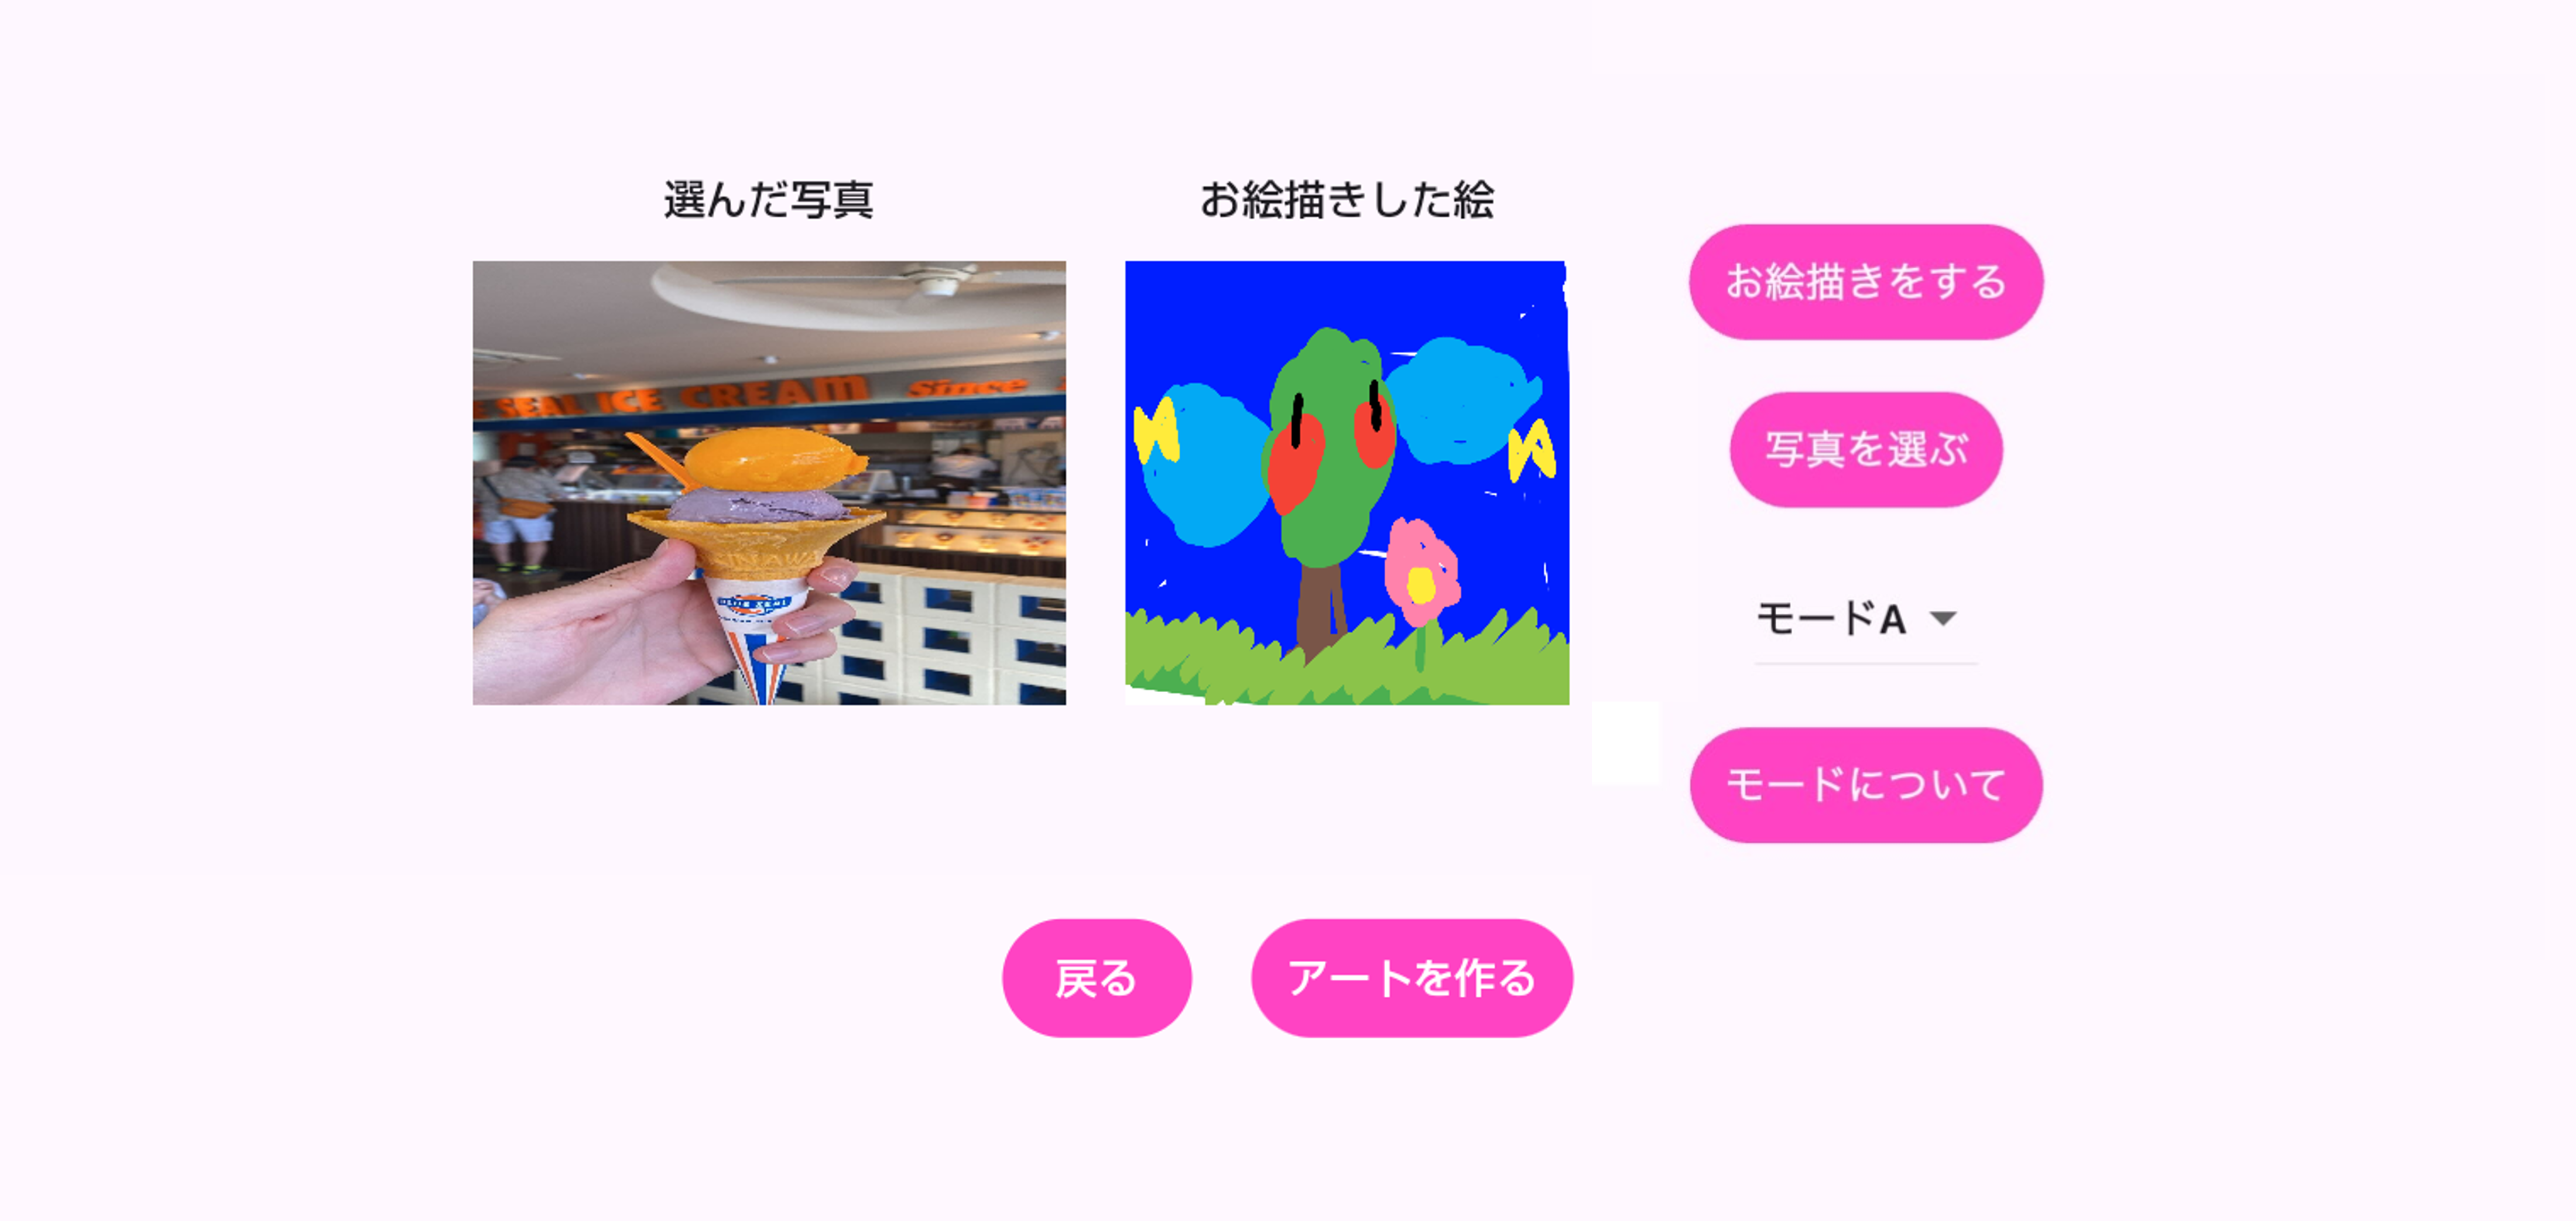 選んだ写真
お絵描きした絵
SEAL ICE CREAM Since
BLUE SEAL
お絵描きをする
写真を選ぶ
モードA
モードについて
戻る
アートを作る